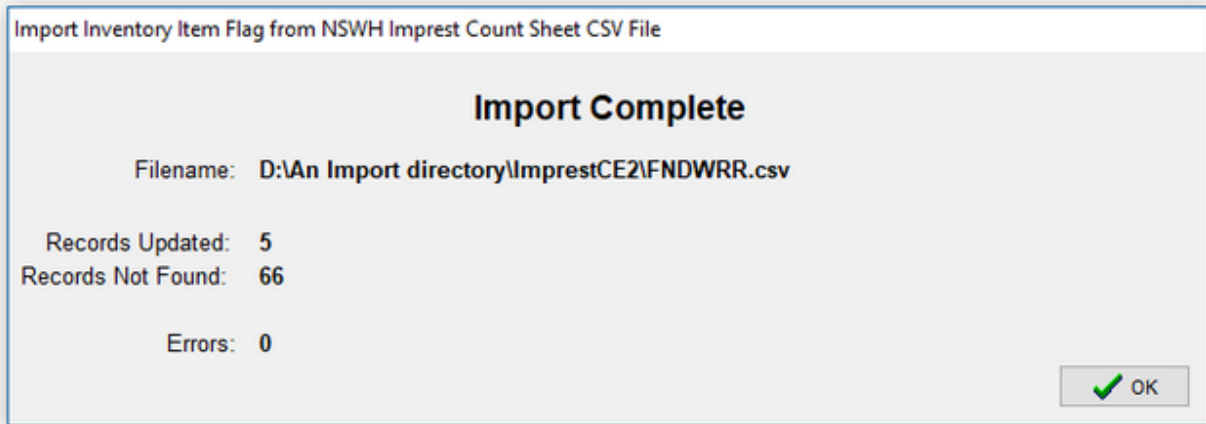 Import Inventory Item Flag from NSWH Imprest Count Sheet CSV File
Import Complete
Filename: D:\An Import directory\ImprestCE2\FNDWRR.csv
Records Updated: 5
Records Not Found: 66
Errors: 0
OK